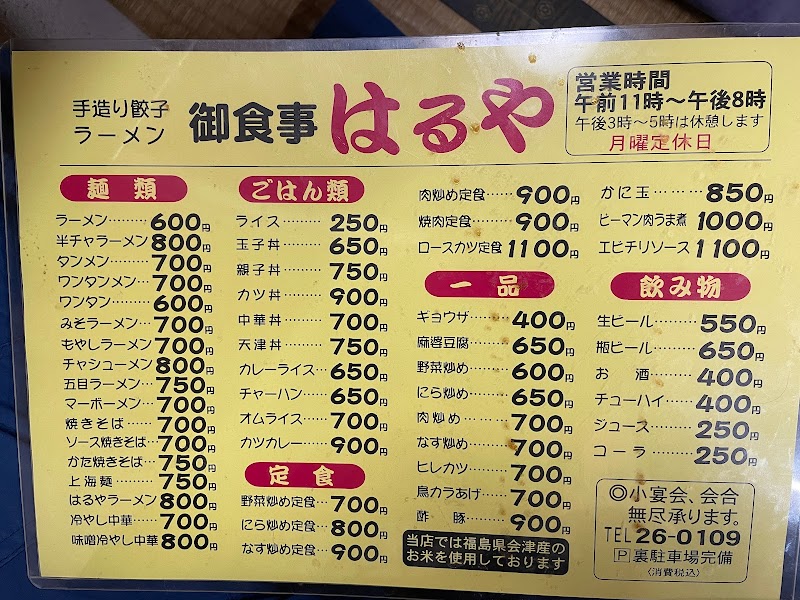 手造り餃子
ラーメン
御食事 はるや
営業時間
午前11時〜午後8時
午後3時〜5時は休憩します
月曜定休日
麺類
ラーメン………600円
半チャラーメン800円
タンメン………700円
ワンタンメン…700円
ワンタン………600円
みそラーメン…700円
もやしラーメン700円
チャシューメン800円
五目ラーメン…750円
マーボーメン…700円
焼きそば……700円
ソース焼きそば…700円
かた焼きそば…750円
上海麺………750円
はるやラーメン800円
冷やし中華……700円
味噌冷やし中華800円
ごはん類
ライス………250円
玉子丼………650円
親子丼………750円
カツ丼………900円
中華丼………700円
天津丼………750円
カレーライス…650円
チャーハン……650円
オムライス……700円
カツカレー……900円
定食
野菜炒め定食…700円
にら炒め定食…800円
なす炒め定食…900円
肉炒め定食……900円
焼肉定食………900円
ロースカツ定食1100円
一品
ギョウザ………400円
麻婆豆腐………650円
野菜炒め………600円
にら炒め………650円
肉炒め…………700円
なす炒め………700円
ヒレカツ………700円
鳥カラあげ……700円
酢豚…………900円
当店では福島県会津産の
お米を使用しております
かに玉………850円
ピーマン肉うま煮1000円
エビチリソース1100円
飲み物
生ビール………550円
瓶ビール………650円
お酒…………400円
チューハイ……400円
ジュース………250円
コーラ………250円
◎小宴会、会合
無尽承ります。
TEL26-0109
P裏駐車場完備
〈消費税込〉